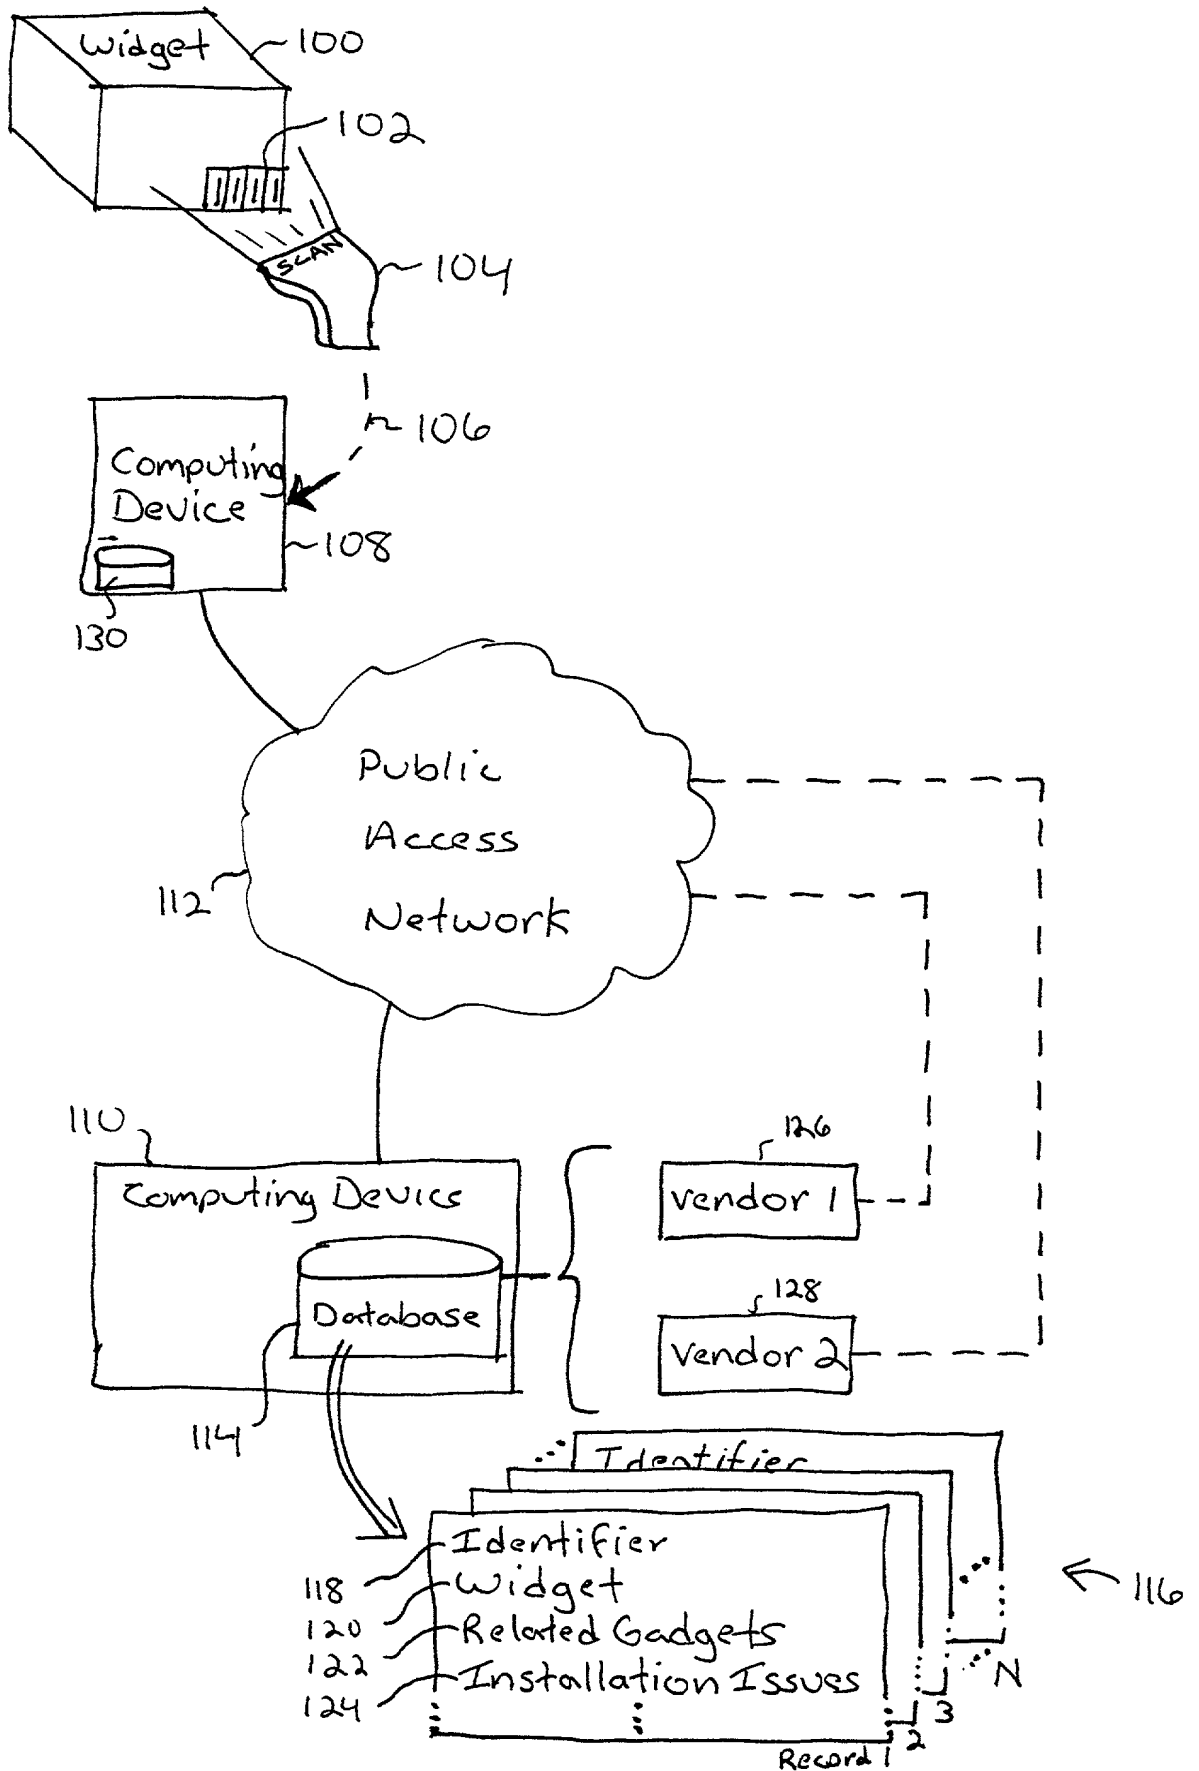 Widget
100
102
SCAN
104
106
Computing
Device
108
130
Public
Access
Network
112
110
Computing Device
126
Vendor 1
128
Vendor 2
Database
114
Identifier
Identifier
118
Widget
120
Related Gadgets
122
Installation Issues
124
116
N
3
2
Record 1